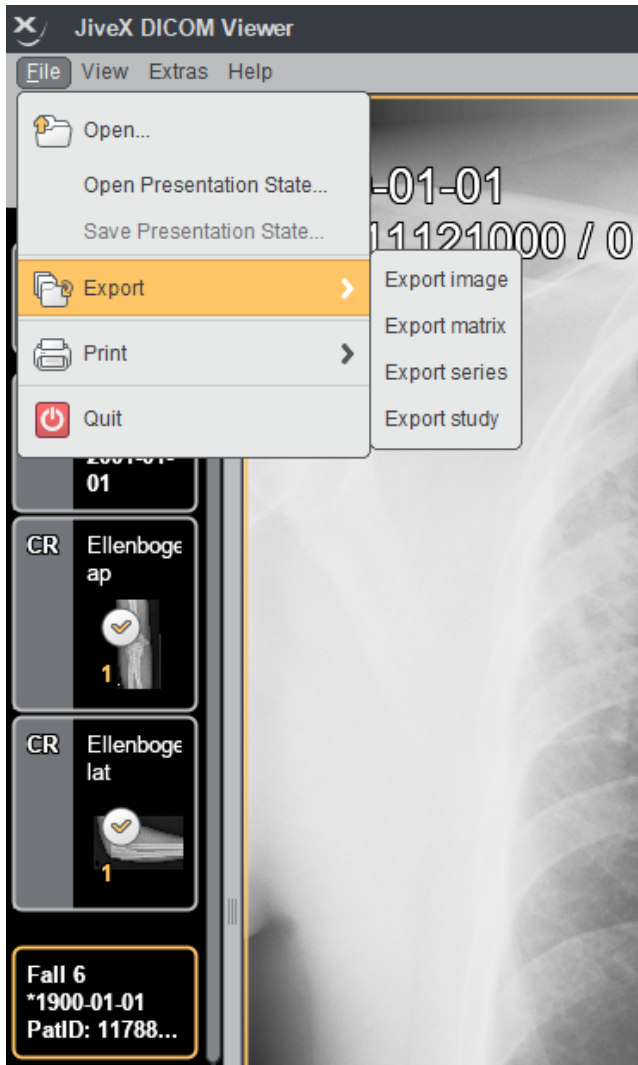 JiveX DICOM Viewer
File View Extras Help
Open...
Open Presentation State...
Save Presentation State...
Export
Print
Quit
Export image
Export matrix
Export series
Export study
-01-01
11121000 / 0
01
CR Ellenboge
ap
1
CR Ellenboge
lat
1
Fall 6
*1900-01-01
PatID: 11788...